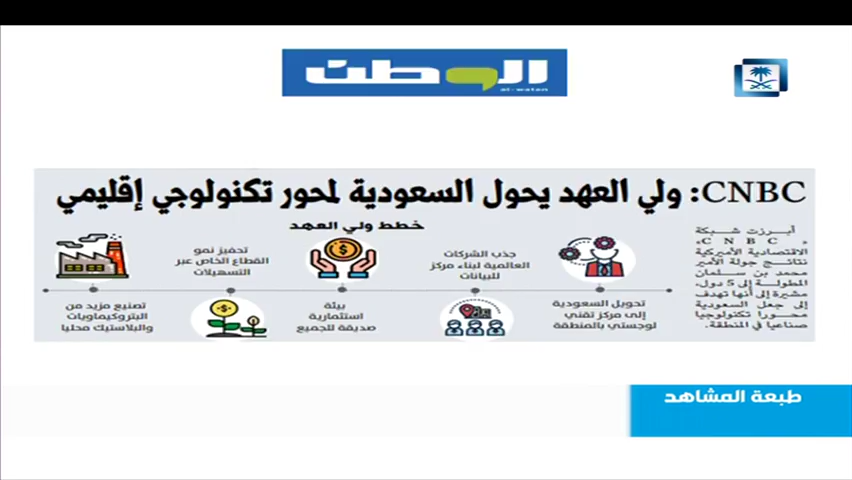 الوطن
al-watan
CNBC: ولي العهد يحول السعودية لمحور تكنولوجي إقليمي
خطط ولي العهد
أبرزت شبكة
«CNBC»
الاقتصادية الأميركية
نتائج جولة الأمير
محمد بن سلمان
المطولة إلى 5 دول،
مشيرة إلى أنها تهدف
إلى جعل السعودية
محورا تكنولوجيا
صناعيا في المنطقة.
جذب الشركات
العالمية لبناء مركز
للبيانات
تحفيز نمو
القطاع الخاص عبر
التسهيلات
تحويل السعودية
إلى مركز تقني
لوجستي بالمنطقة
بيئة
استثمارية
صديقة للجميع
تصنيع مزيد من
البتروكيماويات
والبلاستيك محليا
طبعة المشاهد